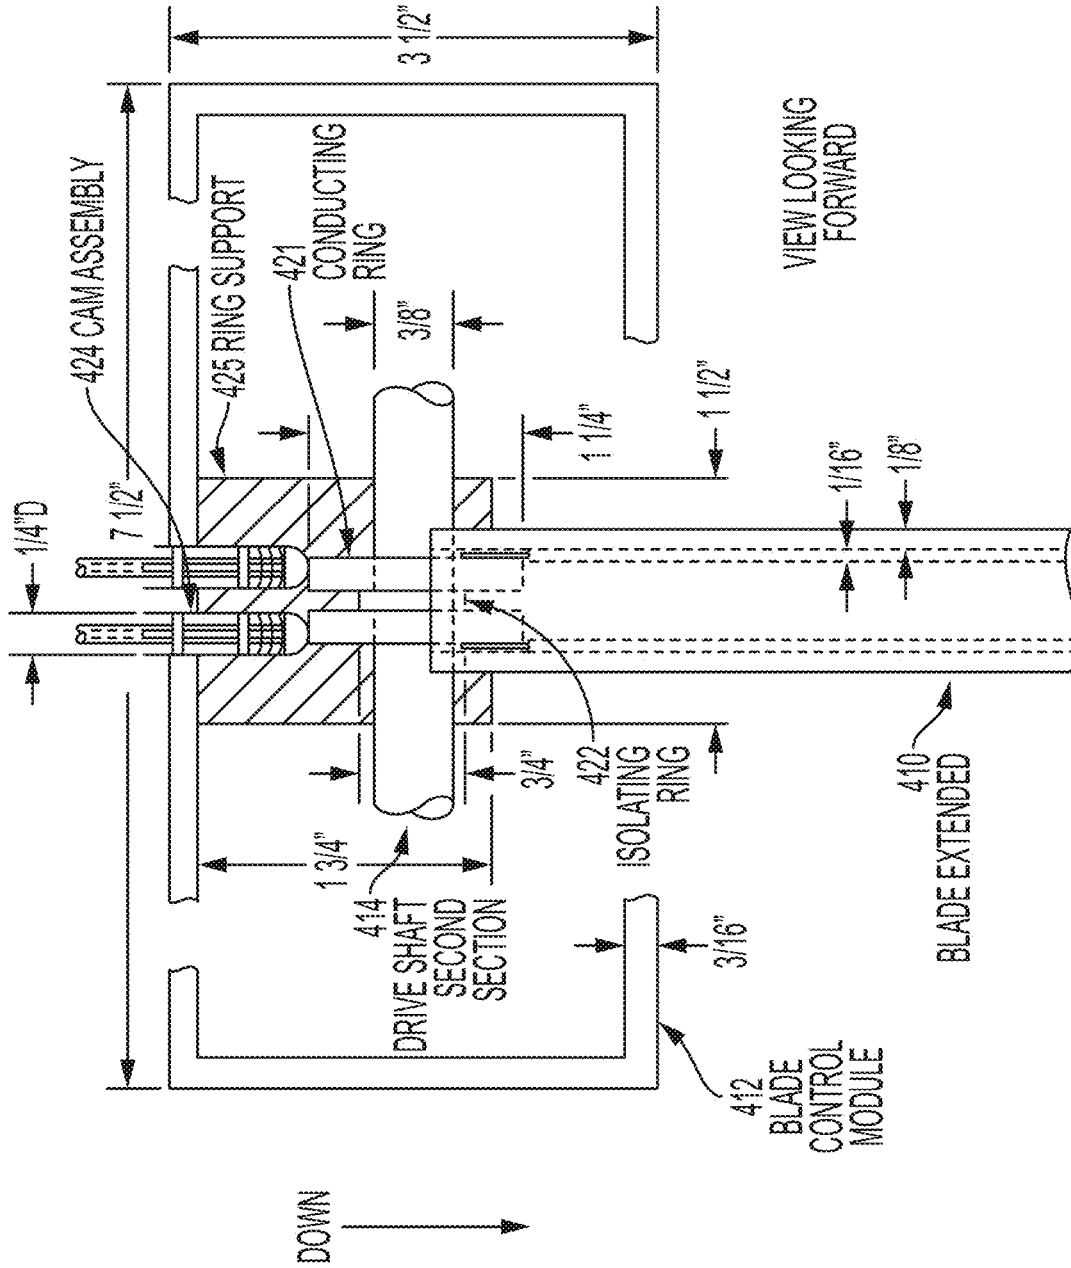 3 1/2"
424 CAM ASSEMBLY
425 RING SUPPORT
421
CONDUCTING
RING
7 1/2"
1/4"D
3/8"
1 1/4"
1 1/2"
1/16"
1/8"
VIEW LOOKING
FORWARD
3/4"
422
ISOLATING
RING
1 3/4"
414
DRIVE SHAFT
SECOND
SECTION
410
BLADE EXTENDED
3/16"
412
BLADE
CONTROL
MODULE
DOWN